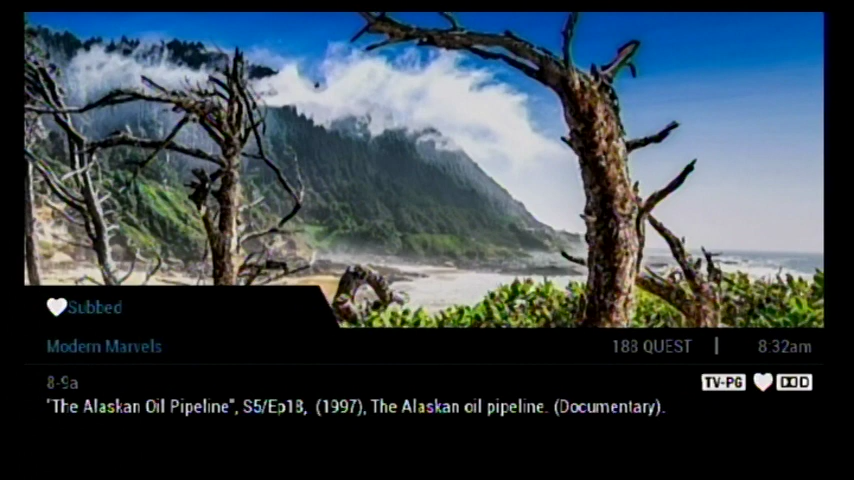 Subbed
Modern Marvels
188 QUEST | 8:32am
8-9a
TV-PG
"The Alaskan Oil Pipeline", S5/Ep18, (1997), The Alaskan oil pipeline. (Documentary).